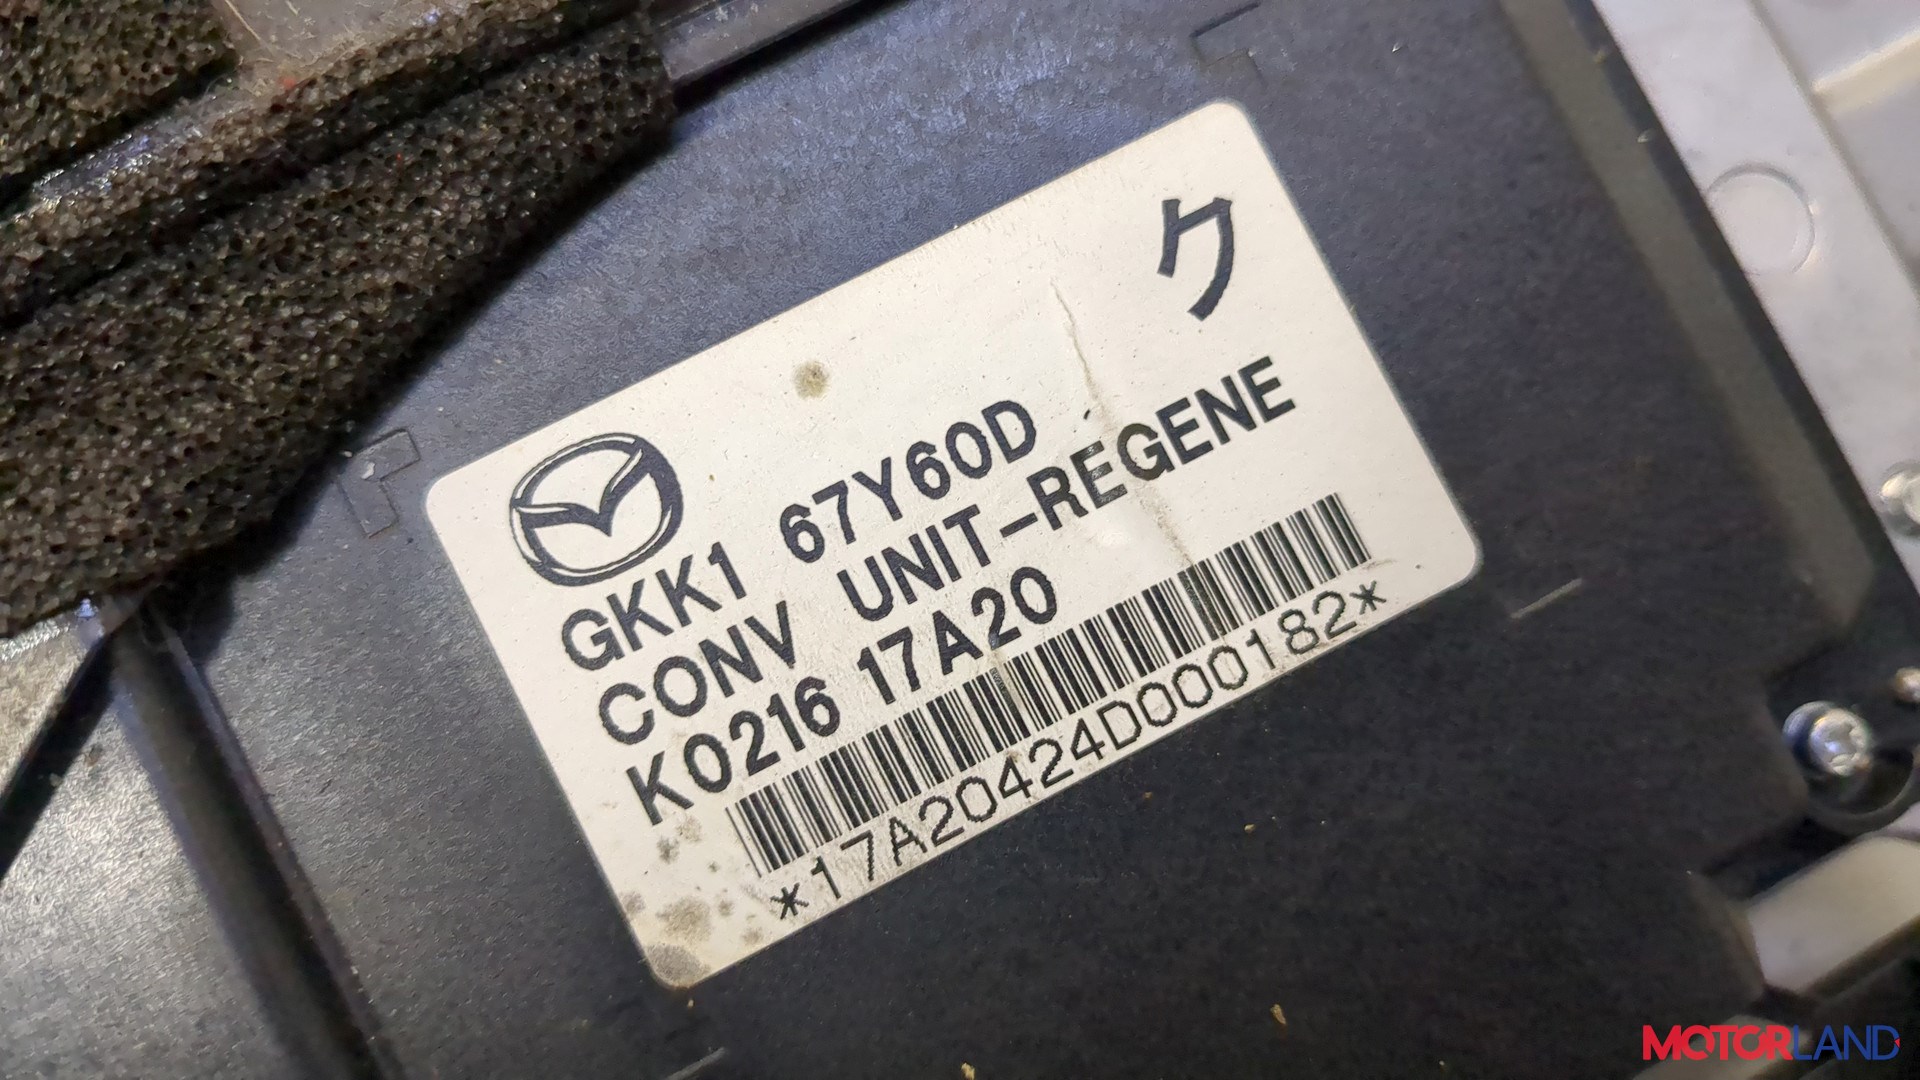 ク
GKK1 67Y60D
CONV UNIT-REGENE
K0216 17A20
*17A20424D000182*
MOTORLAND